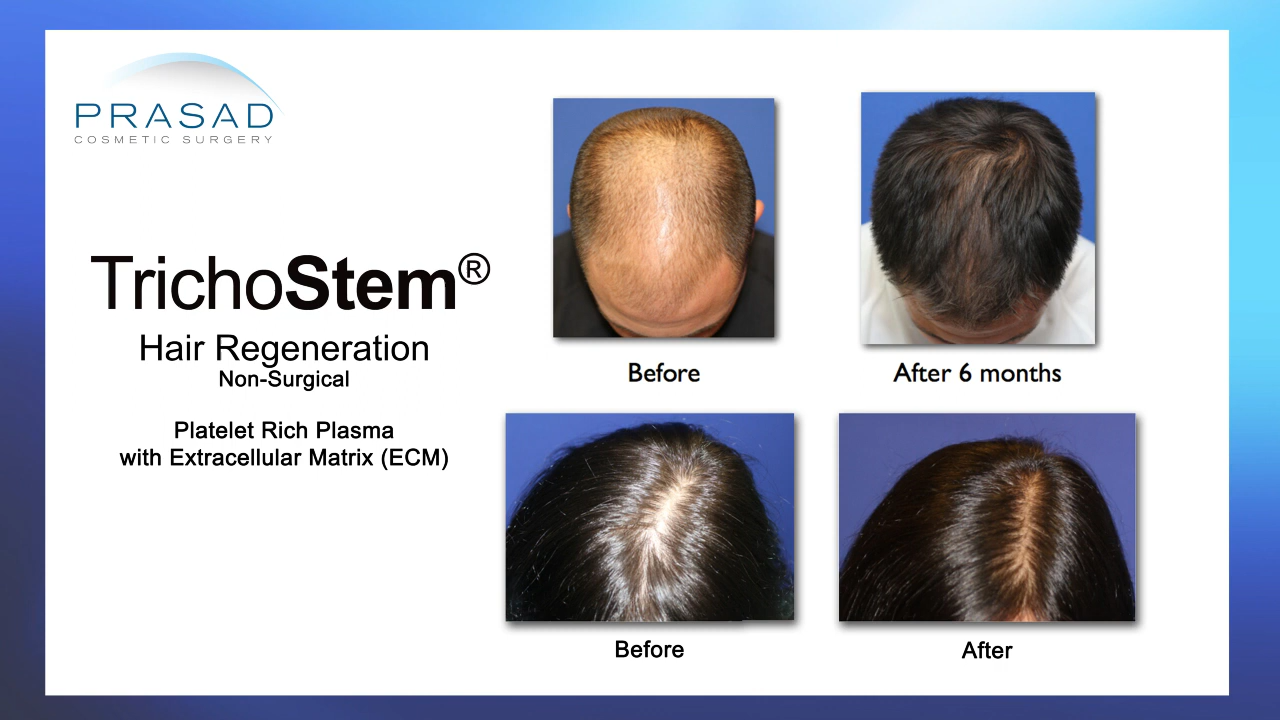 PRASAD
COSMETIC SURGERY
TrichoStem®
Hair Regeneration
Non-Surgical
Platelet Rich Plasma
with Extracellular Matrix (ECM)
Before
After 6 months
Before
After